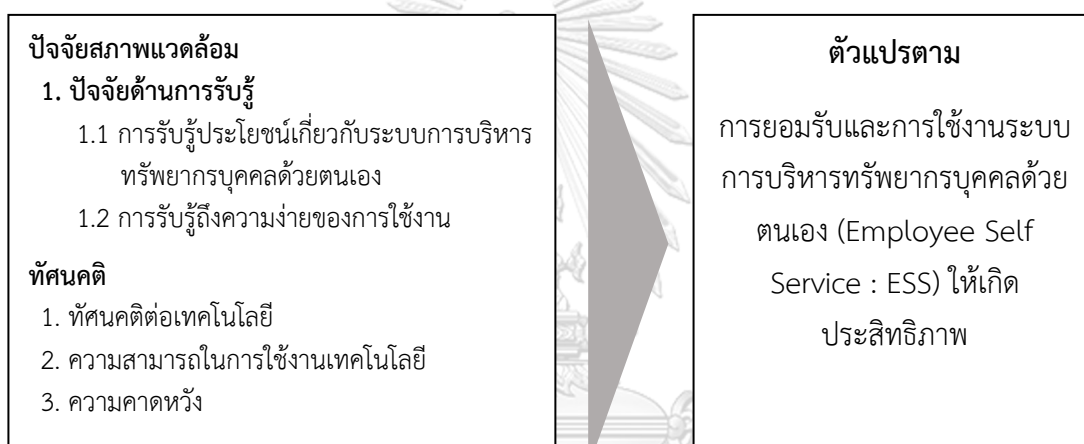 ปัจจัยสภาพแวดล้อม
1. ปัจจัยด้านการรับรู้
1.1 การรับรู้ประโยชน์เกี่ยวกับระบบการบริหาร
ทรัพยากรบุคคลด้วยตนเอง
1.2 การรับรู้ถึงความง่ายของการใช้งาน
ทัศนคติ
1. ทัศนคติต่อเทคโนโลยี
2. ความสามารถในการใช้งานเทคโนโลยี
3. ความคาดหวัง
ตัวแปรตาม
การยอมรับและการใช้งานระบบ
การบริหารทรัพยากรบุคคลด้วย
ตนเอง (Employee Self
Service : ESS) ให้เกิด
ประสิทธิภาพ